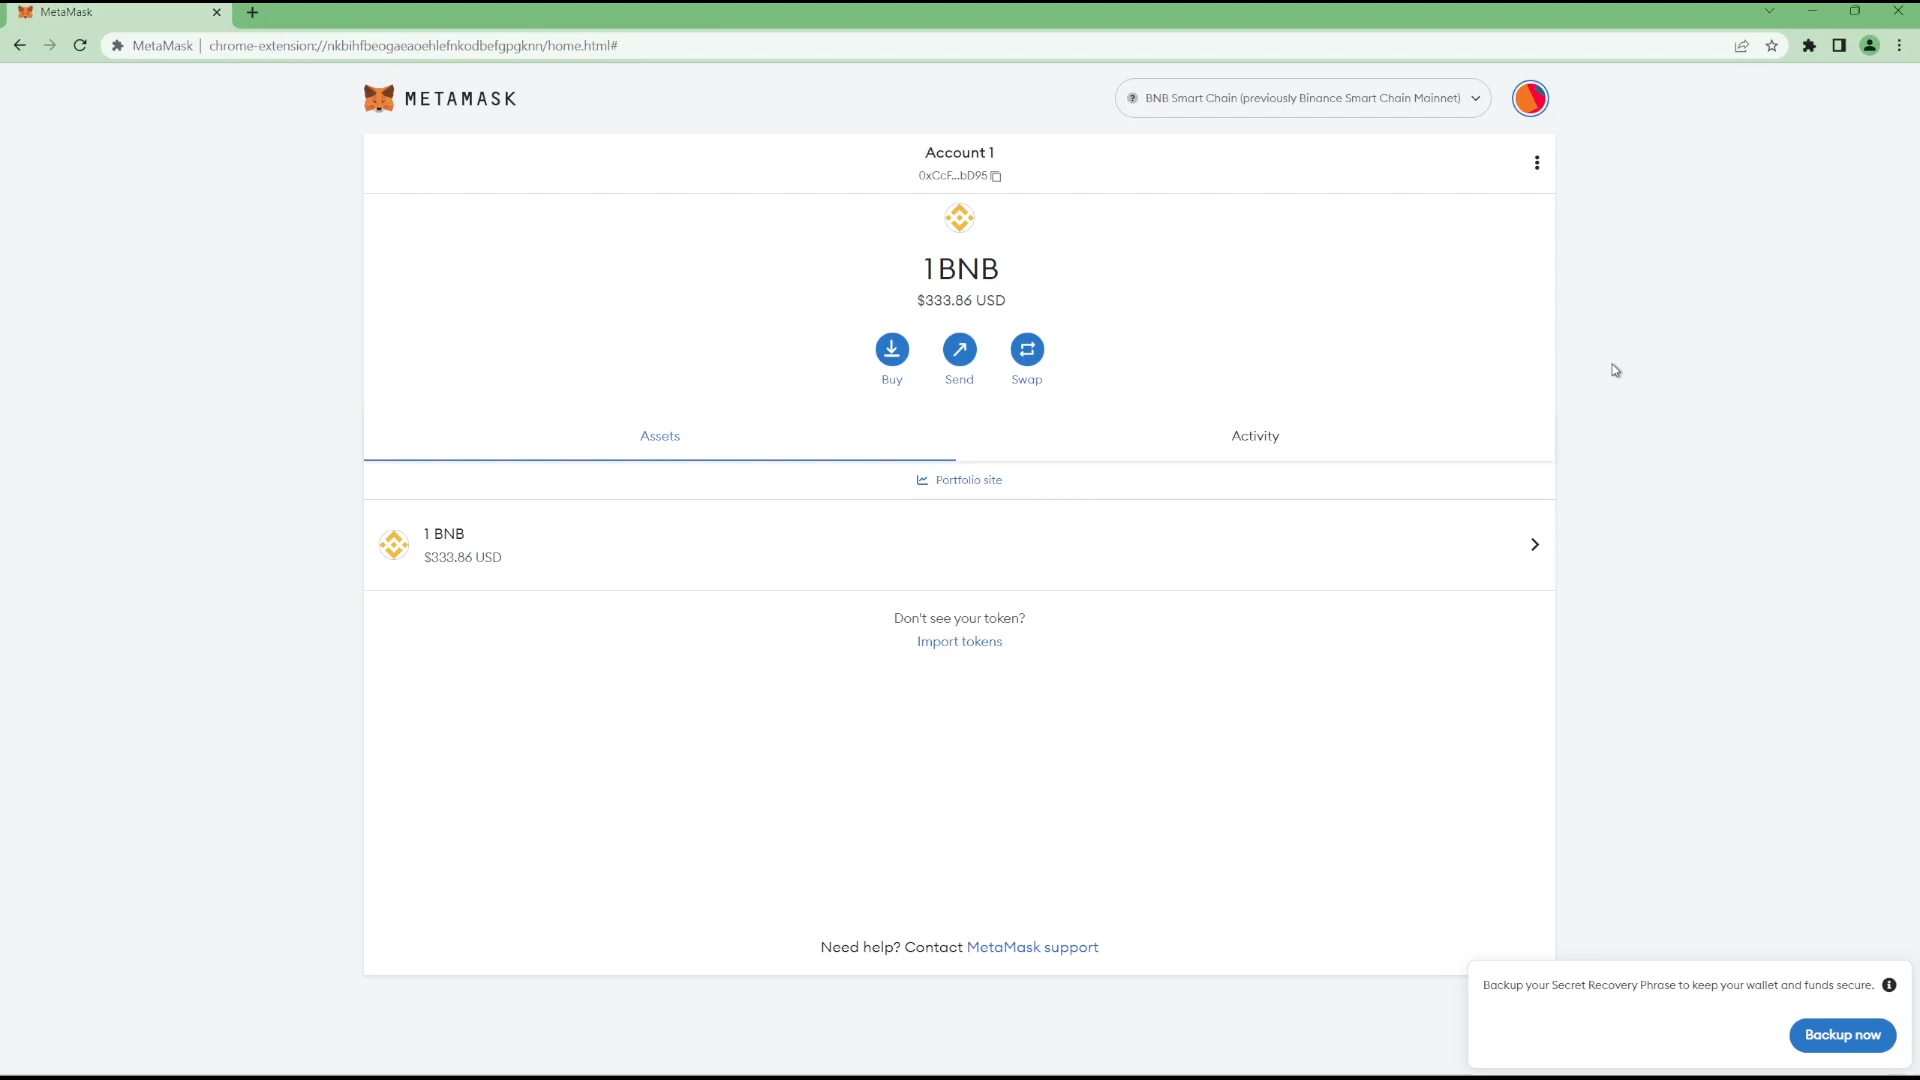 MetaMask
MetaMask | chrome-extension://nkbihfbeogaeaoehlefnkodbefgpgknn/home.html#
METAMASK
BNB Smart Chain (previously Binance Smart Chain Mainnet)
Account 1
0xCcF...bD95
1 BNB
$333.86 USD
Buy
Send
Swap
Assets
Activity
Portfolio site
1 BNB
$333.86 USD
Don't see your token?
Import tokens
Need help? Contact MetaMask support
Backup your Secret Recovery Phrase to keep your wallet and funds secure.
Backup now